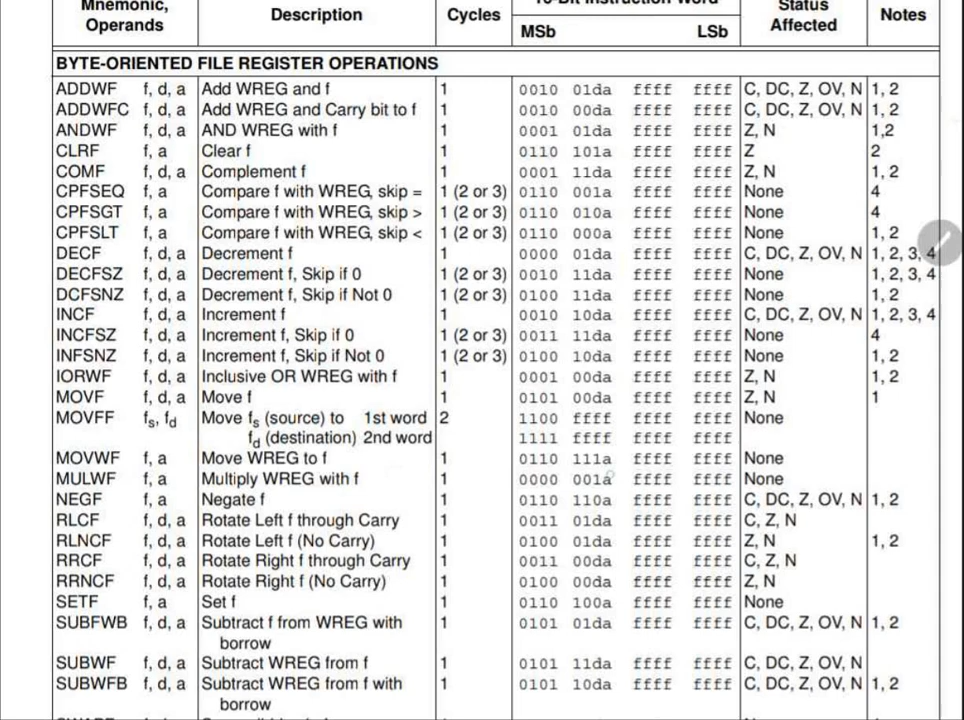 Mnemonic, Operands Description Cycles 16-Bit Instruction Word Status Affected Notes
MSb LSb
BYTE-ORIENTED FILE REGISTER OPERATIONS
ADDWF f, d, a Add WREG and f 1 0010 01da ffff ffff C, DC, Z, OV, N 1, 2
ADDWFC f, d, a Add WREG and Carry bit to f 1 0010 00da ffff ffff C, DC, Z, OV, N 1, 2
ANDWF f, d, a AND WREG with f 1 0001 01da ffff ffff Z, N 1,2
CLRF f, a Clear f 1 0110 101a ffff ffff Z 2
COMF f, d, a Complement f 1 0001 11da ffff ffff Z, N 1, 2
CPFSEQ f, a Compare f with WREG, skip = 1 (2 or 3) 0110 001a ffff ffff None 4
CPFSGT f, a Compare f with WREG, skip > 1 (2 or 3) 0110 010a ffff ffff None 4
CPFSLT f, a Compare f with WREG, skip < 1 (2 or 3) 0110 000a ffff ffff None 1, 2
DECF f, d, a Decrement f 1 0000 01da ffff ffff C, DC, Z, OV, N 1, 2, 3, 4
DECFSZ f, d, a Decrement f, Skip if 0 1 (2 or 3) 0010 11da ffff ffff None 1, 2, 3, 4
DCFSNZ f, d, a Decrement f, Skip if Not 0 1 (2 or 3) 0100 11da ffff ffff None 1, 2
INCF f, d, a Increment f 1 0010 10da ffff ffff C, DC, Z, OV, N 1, 2, 3, 4
INCFSZ f, d, a Increment f, Skip if 0 1 (2 or 3) 0011 11da ffff ffff None 4
INFSNZ f, d, a Increment f, Skip if Not 0 1 (2 or 3) 0100 10da ffff ffff None 1, 2
IORWF f, d, a Inclusive OR WREG with f 1 0001 00da ffff ffff Z, N 1, 2
MOVF f, d, a Move f 1 0101 00da ffff ffff Z, N 1
MOVFF fs, fd Move fs (source) to 1st word 2 1100 ffff ffff ffff None
fd (destination) 2nd word 1111 ffff ffff ffff
MOVWF f, a Move WREG to f 1 0110 111a ffff ffff None
MULWF f, a Multiply WREG with f 1 0000 001a ffff ffff None
NEGF f, a Negate f 1 0110 110a ffff ffff C, DC, Z, OV, N 1, 2
RLCF f, d, a Rotate Left f through Carry 1 0011 01da ffff ffff C, Z, N
RLNCF f, d, a Rotate Left f (No Carry) 1 0100 01da ffff ffff Z, N 1, 2
RRCF f, d, a Rotate Right f through Carry 1 0011 00da ffff ffff C, Z, N
RRNCF f, d, a Rotate Right f (No Carry) 1 0100 00da ffff ffff Z, N
SETF f, a Set f 1 0110 100a ffff ffff None
SUBFWB f, d, a Subtract f from WREG with 1 0101 01da ffff ffff C, DC, Z, OV, N 1, 2
borrow
SUBWF f, d, a Subtract WREG from f 1 0101 11da ffff ffff C, DC, Z, OV, N
SUBWFB f, d, a Subtract WREG from f with 1 0101 10da ffff ffff C, DC, Z, OV, N 1, 2
borrow